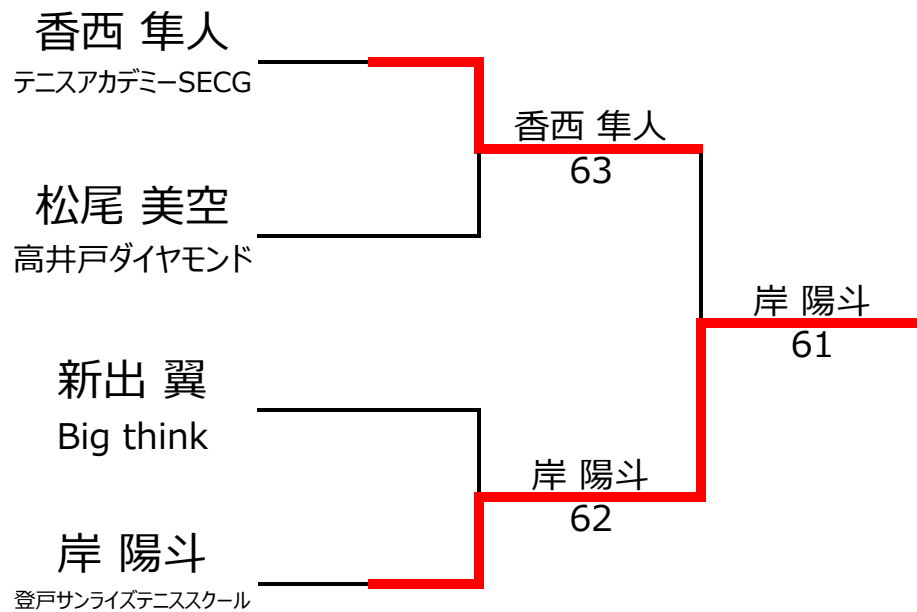 香西 隼人
テニスアカデミーSECG
香西 隼人
63
松尾 美空
高井戸ダイヤモンド
岸 陽斗
61
新出 翼
Big think
岸 陽斗
62
岸 陽斗
登戸サンライズテニススクール